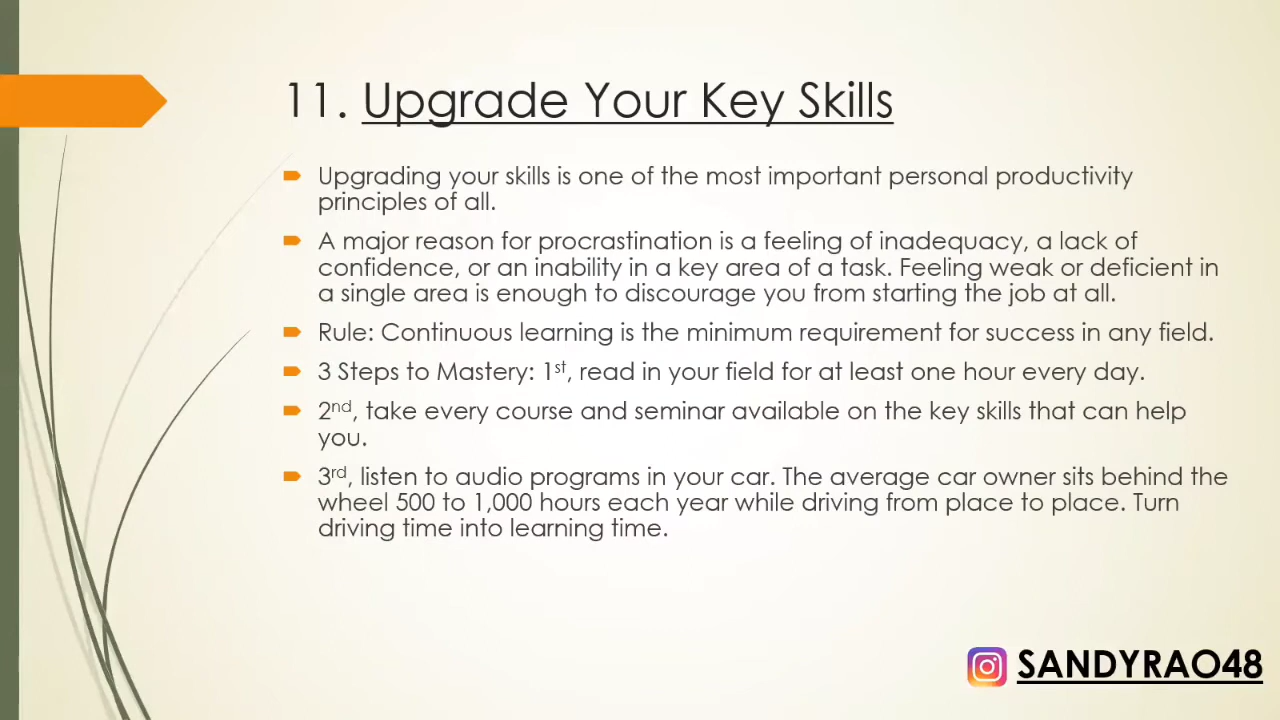 11. Upgrade Your Key Skills
Upgrading your skills is one of the most important personal productivity
principles of all.
A major reason for procrastination is a feeling of inadequacy, a lack of
confidence, or an inability in a key area of a task. Feeling weak or deficient in
a single area is enough to discourage you from starting the job at all.
Rule: Continuous learning is the minimum requirement for success in any field.
3 Steps to Mastery: 1st, read in your field for at least one hour every day.
2nd, take every course and seminar available on the key skills that can help
you.
3rd, listen to audio programs in your car. The average car owner sits behind the
wheel 500 to 1,000 hours each year while driving from place to place. Turn
driving time into learning time.
SANDYRAO48